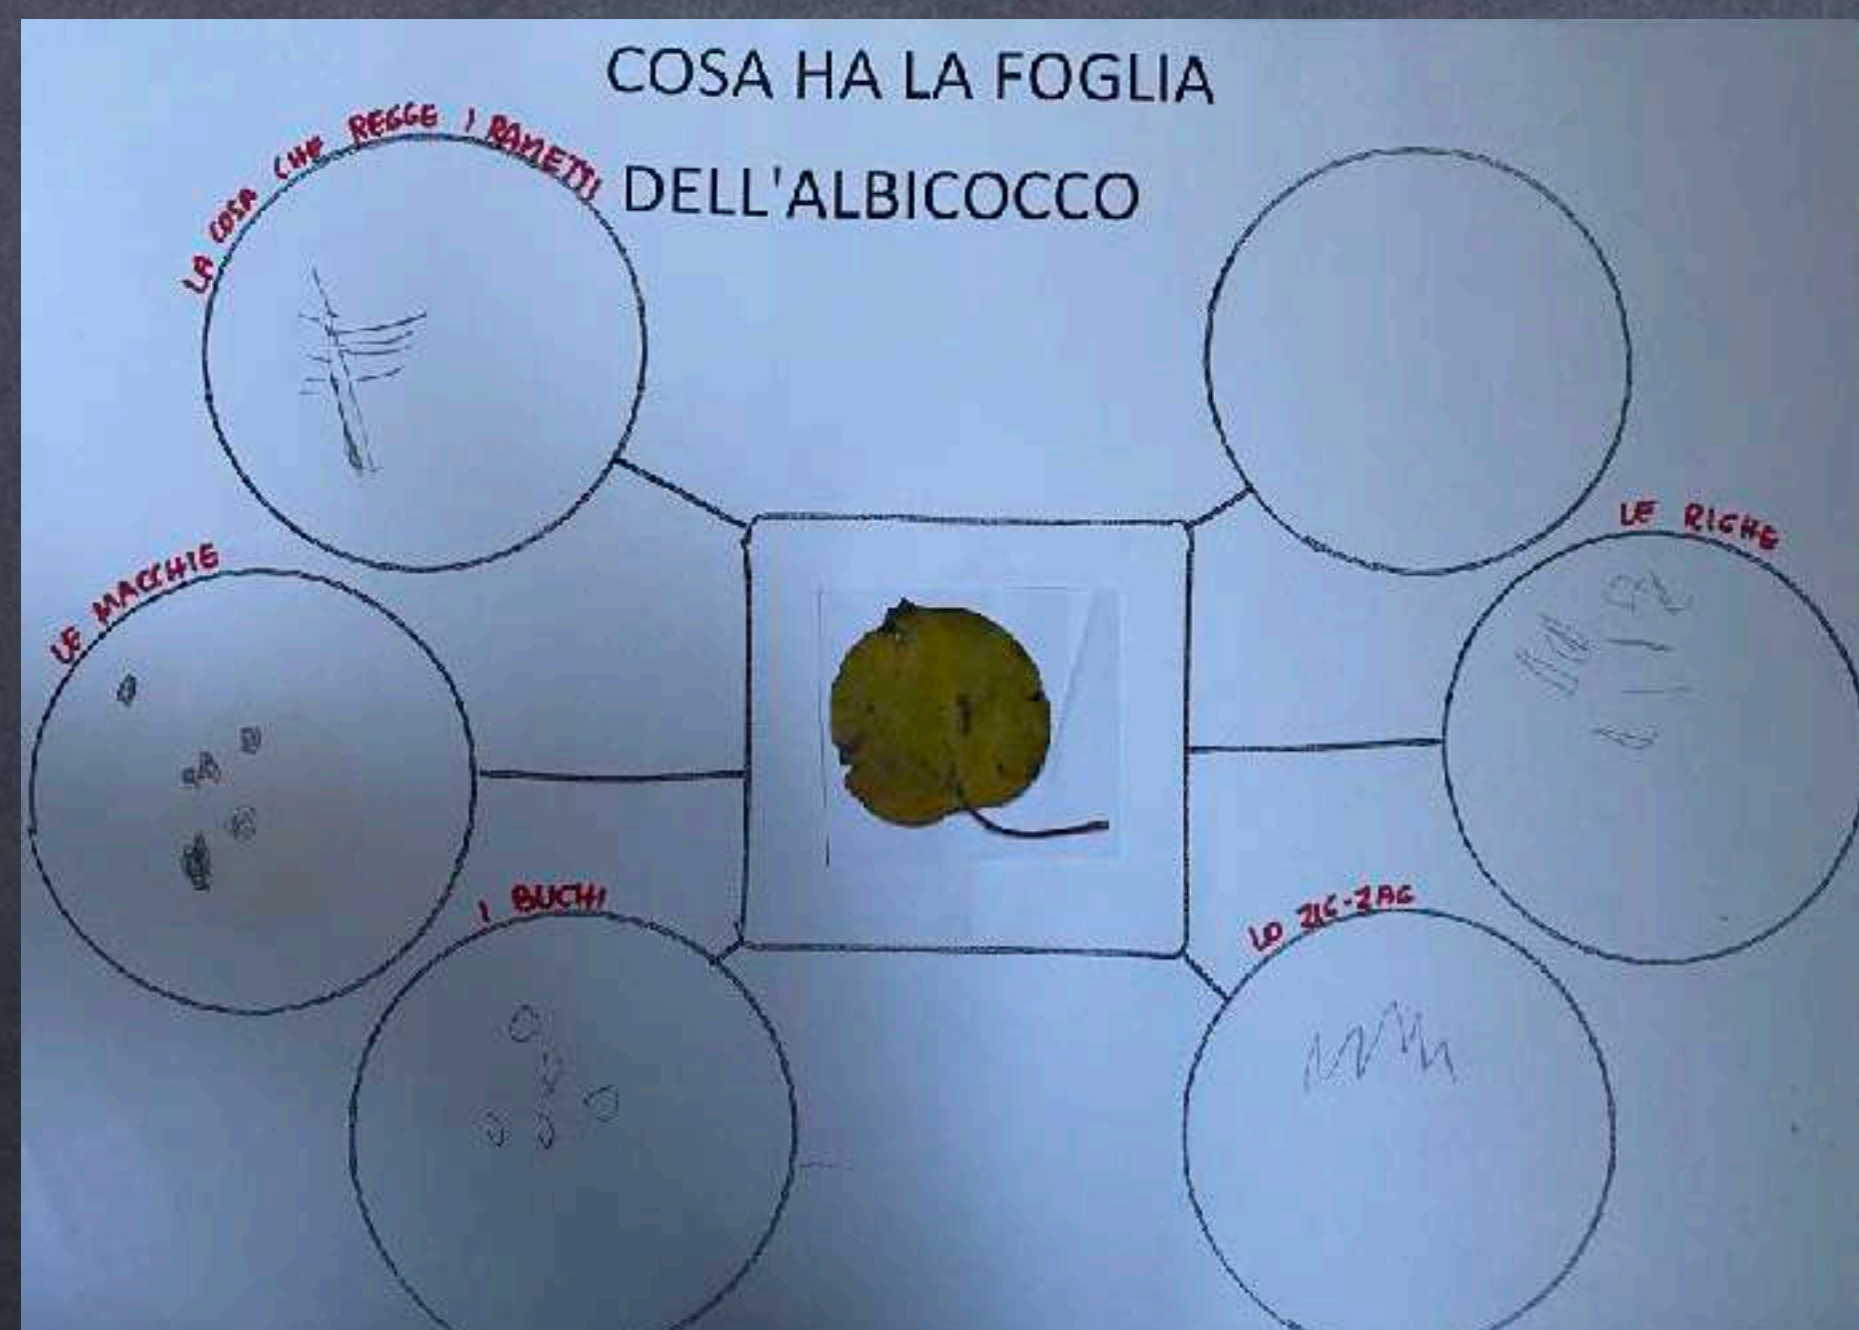 COSA HA LA FOGLIA
DELL'ALBICOCCO
LA COSA CHE REGGE I RAMETTI
LE MACCHIE
I BUCHI
LE RIGHE
LO ZIG-ZAG